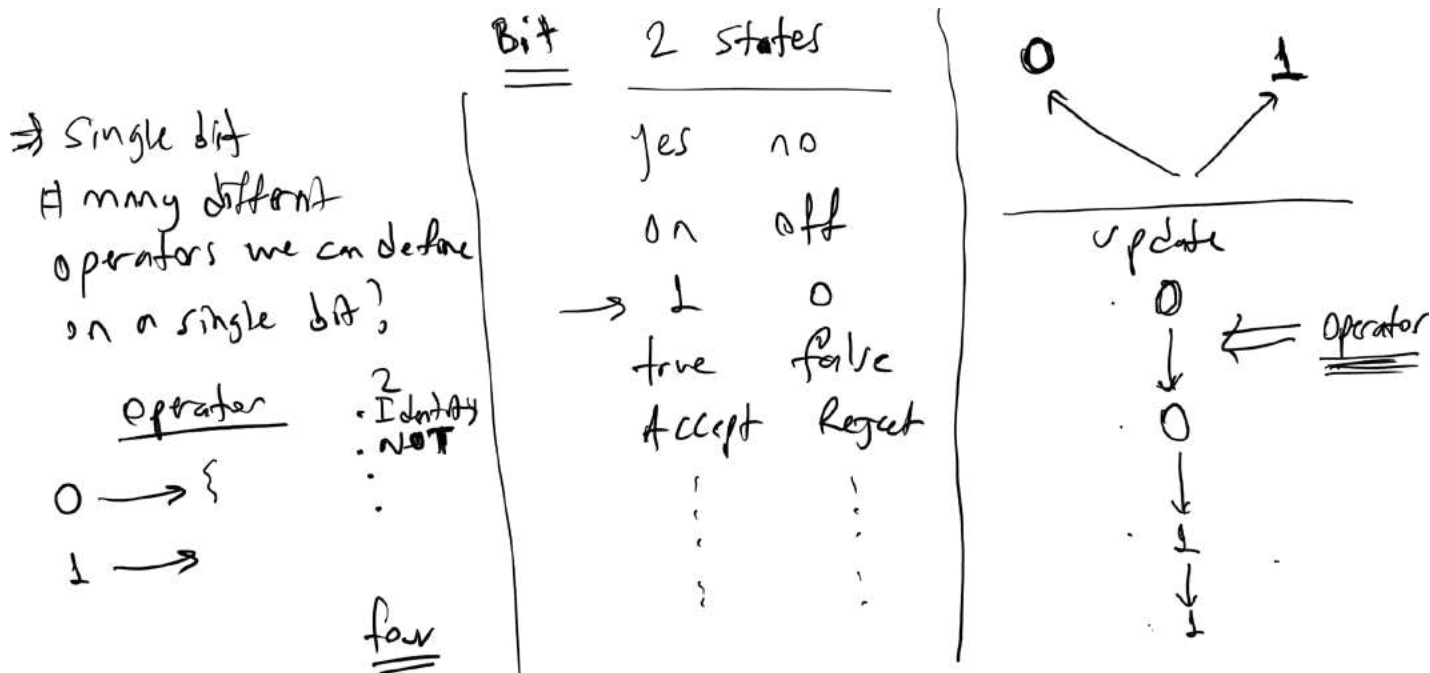 Bit 2 states
yes no
on off
→ 1 0
true false
Accept Reject
⇒ single bit
# many different
operators we can define
on a single bit?
operator
0 →
1 →
2
. Identity
. NOT
.
.
four
0 1
update
0
↓
0
↓
1
↓
1
⇐ operator